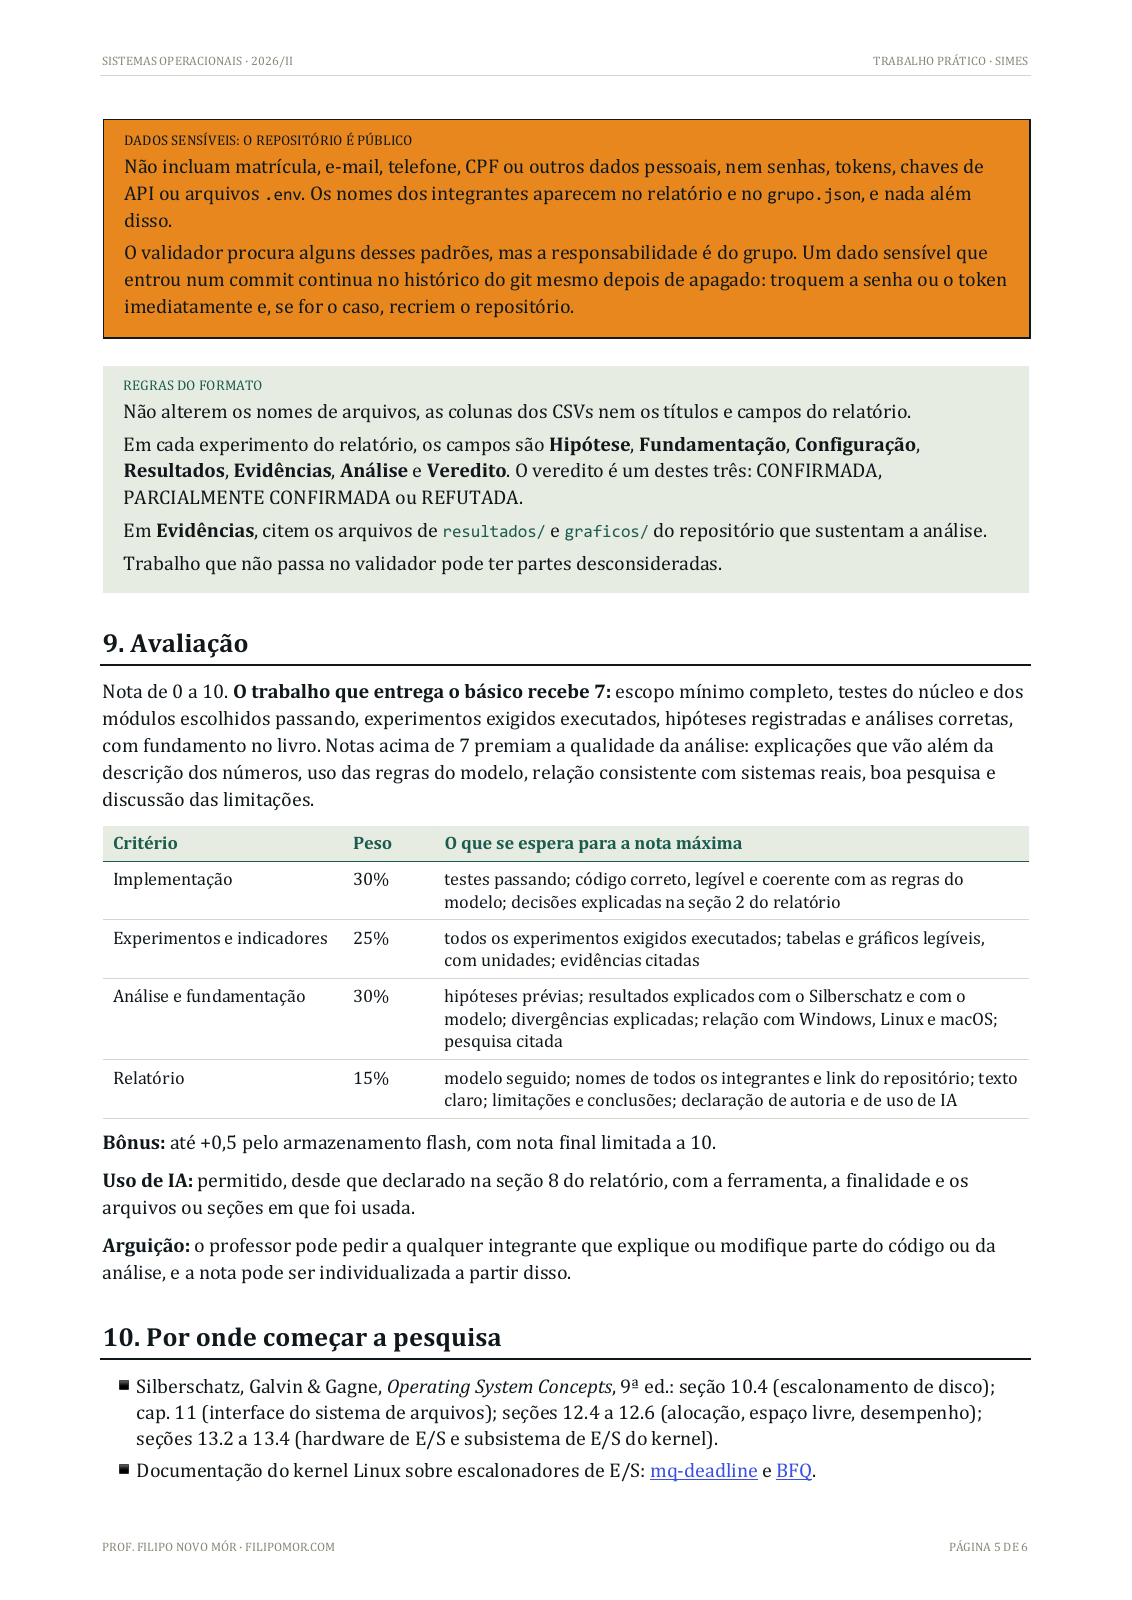 SISTEMAS OPERACIONAIS · 2026/II
TRABALHO PRÁTICO · SIMES
DADOS SENSÍVEIS: O REPOSITÓRIO É PÚBLICO
Não incluam matrícula, e-mail, telefone, CPF ou outros dados pessoais, nem senhas, tokens, chaves de
API ou arquivos .env. Os nomes dos integrantes aparecem no relatório e no grupo.json, e nada além
disso.
O validador procura alguns desses padrões, mas a responsabilidade é do grupo. Um dado sensível que
entrou num commit continua no histórico do git mesmo depois de apagado: troquem a senha ou o token
imediatamente e, se for o caso, recriem o repositório.
REGRAS DO FORMATO
Não alterem os nomes de arquivos, as colunas dos CSVs nem os títulos e campos do relatório.
Em cada experimento do relatório, os campos são Hipótese, Fundamentação, Configuração,
Resultados, Evidências, Análise e Veredito. O veredito é um destes três: CONFIRMADA,
PARCIALMENTE CONFIRMADA ou REFUTADA.
Em Evidências, citem os arquivos de resultados/ e graficos/ do repositório que sustentam a análise.
Trabalho que não passa no validador pode ter partes desconsideradas.
9. Avaliação
Nota de 0 a 10. O trabalho que entrega o básico recebe 7: escopo mínimo completo, testes do núcleo e dos
módulos escolhidos passando, experimentos exigidos executados, hipóteses registradas e análises corretas,
com fundamento no livro. Notas acima de 7 premiam a qualidade da análise: explicações que vão além da
descrição dos números, uso das regras do modelo, relação consistente com sistemas reais, boa pesquisa e
discussão das limitações.
Critério Peso O que se espera para a nota máxima
Implementação 30% testes passando; código correto, legível e coerente com as regras do
modelo; decisões explicadas na seção 2 do relatório
Experimentos e indicadores 25% todos os experimentos exigidos executados; tabelas e gráficos legíveis,
com unidades; evidências citadas
Análise e fundamentação 30% hipóteses prévias; resultados explicados com o Silberschatz e com o
modelo; divergências explicadas; relação com Windows, Linux e macOS;
pesquisa citada
Relatório 15% modelo seguido; nomes de todos os integrantes e link do repositório; texto
claro; limitações e conclusões; declaração de autoria e de uso de IA
Bônus: até +0,5 pelo armazenamento flash, com nota final limitada a 10.
Uso de IA: permitido, desde que declarado na seção 8 do relatório, com a ferramenta, a finalidade e os
arquivos ou seções em que foi usada.
Arguição: o professor pode pedir a qualquer integrante que explique ou modifique parte do código ou da
análise, e a nota pode ser individualizada a partir disso.
10. Por onde começar a pesquisa
Silberschatz, Galvin & Gagne, Operating System Concepts, 9ª ed.: seção 10.4 (escalonamento de disco);
cap. 11 (interface do sistema de arquivos); seções 12.4 a 12.6 (alocação, espaço livre, desempenho);
seções 13.2 a 13.4 (hardware de E/S e subsistema de E/S do kernel).
Documentação do kernel Linux sobre escalonadores de E/S: mq-deadline e BFQ.
PROF. FILIPO NOVO MÓR · FILIPOMOR.COM
PÁGINA 5 DE 6